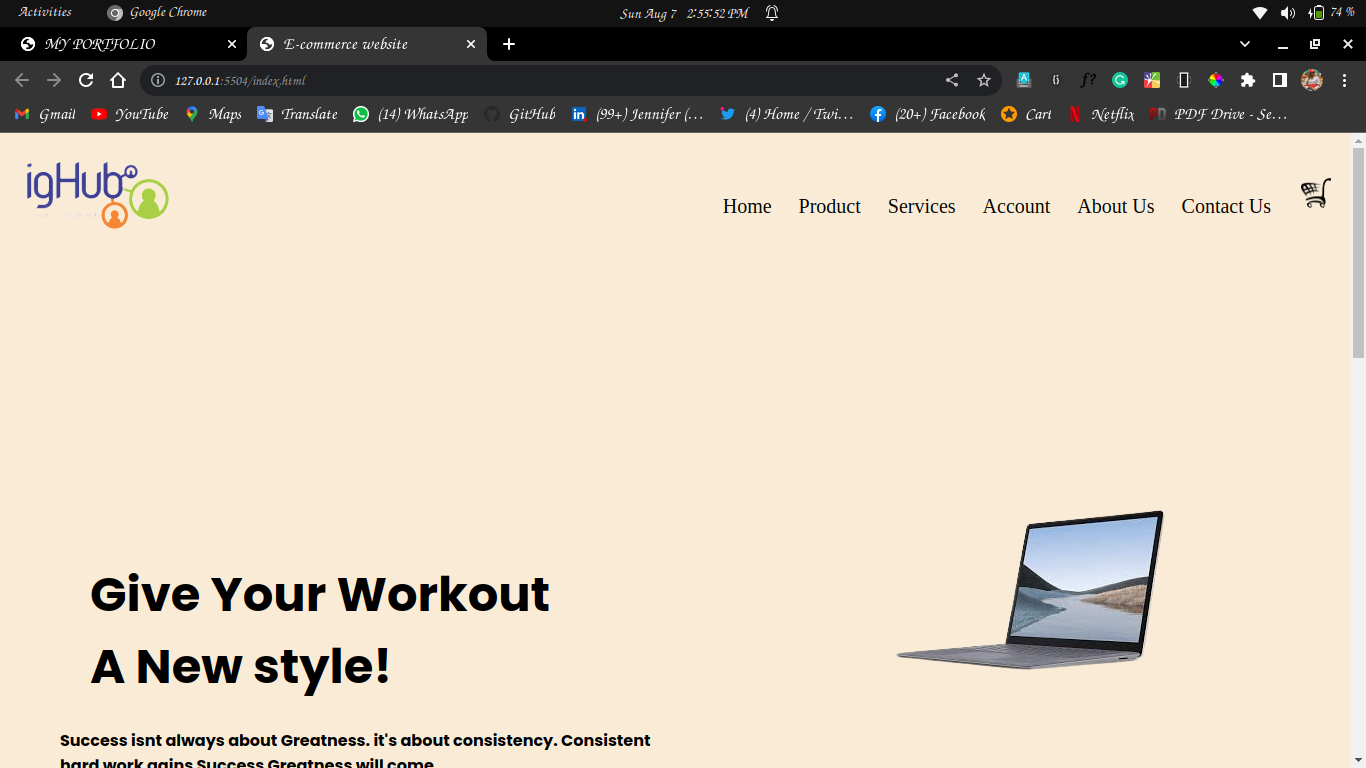 Activities
Google Chrome
Sun Aug 7 2:55:52 PM
74 %
MY PORTFOLIO
E-commerce website
127.0.0.1:5504/index.html
Gmail
YouTube
Maps
Translate
(14) WhatsApp
GitHub
(99+) Jennifer (...
(4) Home / Twi...
(20+) Facebook
Cart
Netflix
PDF Drive - Se...
igHub
Home
Product
Services
Account
About Us
Contact Us
Give Your Workout
A New style!
Success isnt always about Greatness. it's about consistency. Consistent
hard work gains Success Greatness will come